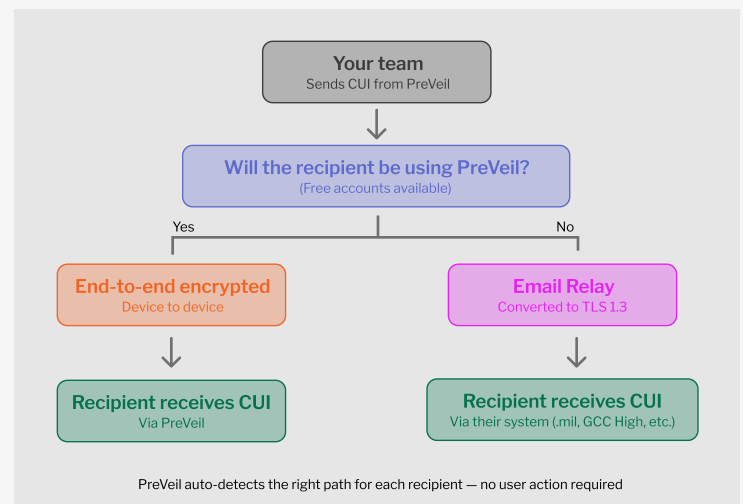 Your team
Sends CUI from PreVeil
Will the recipient be using PreVeil?
(Free accounts available)
Yes
No
End-to-end encrypted
Device to device
Email Relay
Converted to TLS 1.3
Recipient receives CUI
Via PreVeil
Recipient receives CUI
Via their system (.mil, GCC High, etc.)
PreVeil auto-detects the right path for each recipient — no user action required